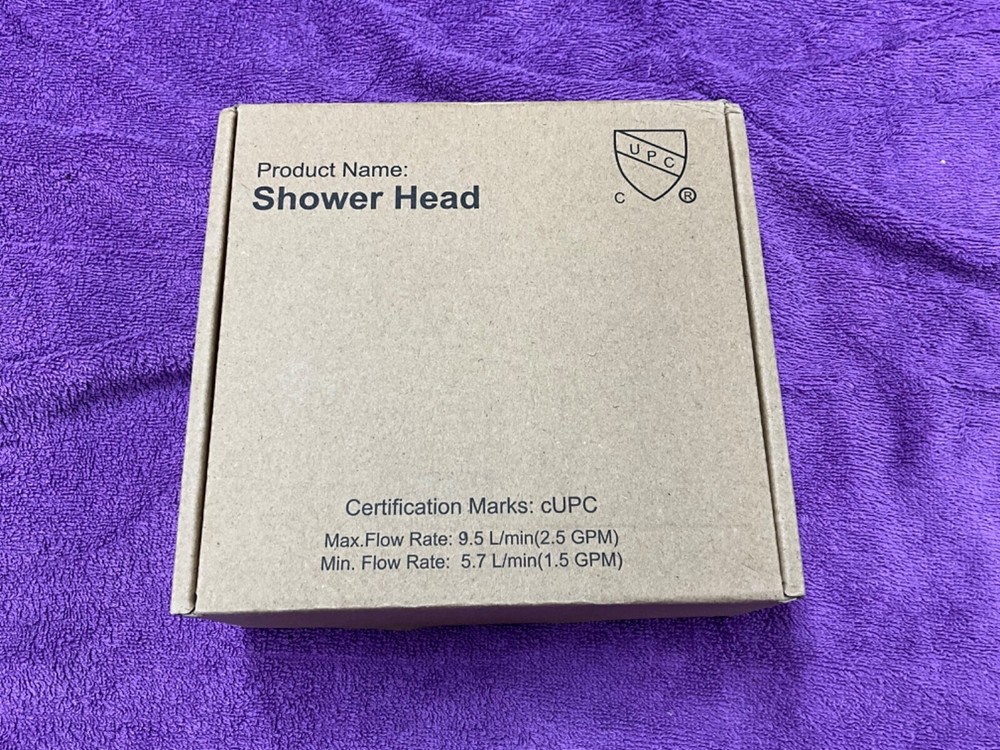 Product Name:
Shower Head
UPC
C ®
Certification Marks: cUPC
Max.Flow Rate: 9.5 L/min(2.5 GPM)
Min. Flow Rate: 5.7 L/min(1.5 GPM)